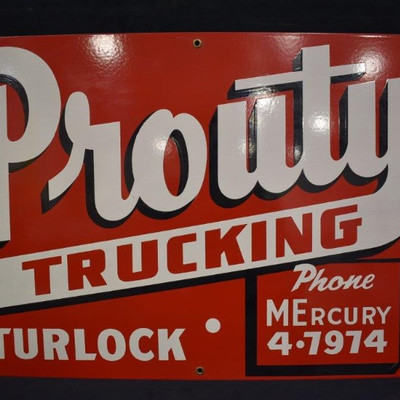 Prouty
TRUCKING
Phone
MERCURY
TURLOCK •
4·7974